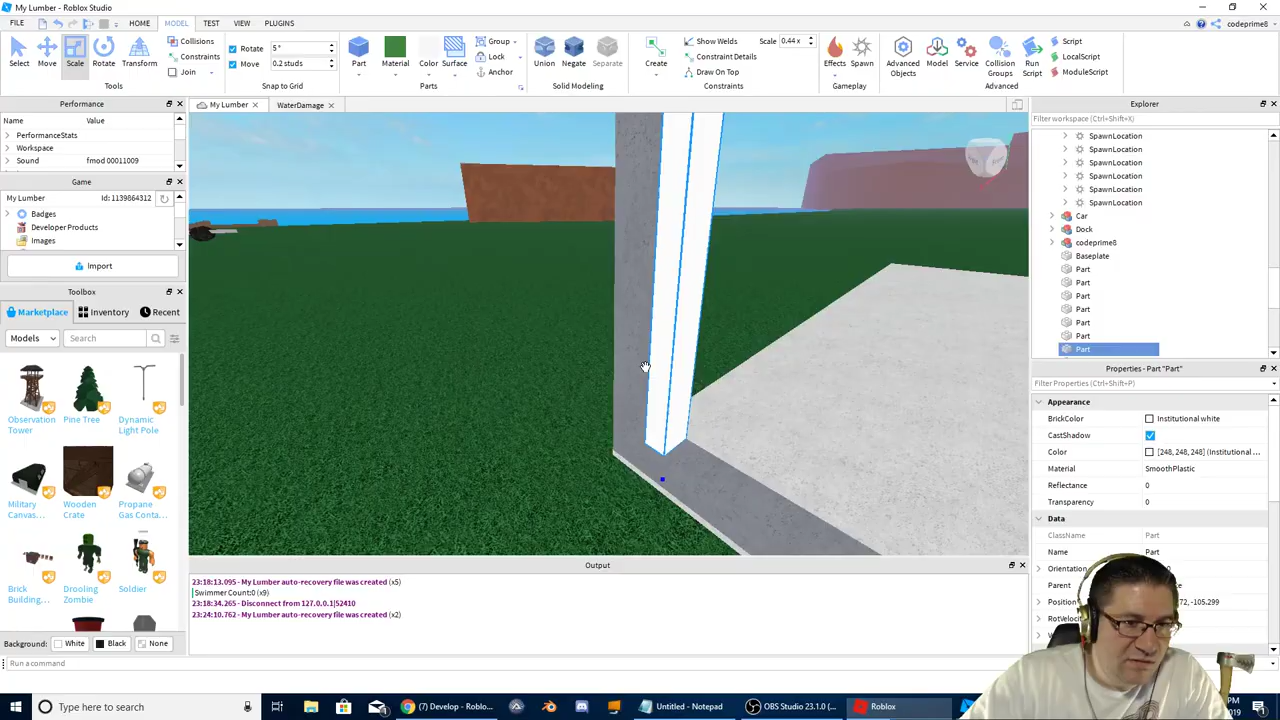 My Lumber - Roblox Studio
FILE HOME MODEL TEST VIEW PLUGINS codeprime8
Select Move Scale Rotate Transform
Collisions
Constraints
Join
Tools
Rotate 5 °
Move 0.2 studs
Snap to Grid
Part Material Color Surface
Group
Lock
Anchor
Parts
Union Negate Separate
Solid Modeling
Create
Show Welds Scale 0.44 x
Constraint Details
Draw On Top
Constraints
Effects Spawn
Gameplay
Advanced Objects Model Service Collision Groups Run Script
Script
LocalScript
ModuleScript
Advanced
Performance
Name Value
PerformanceStats
Workspace
Sound fmod 00011009
Game
My Lumber Id: 1139864312
Badges
Developer Products
Images
Import
Toolbox
Marketplace Inventory Recent
Models Search
Observation Tower
Pine Tree
Dynamic Light Pole
Military Canvas...
Wooden Crate
Propane Gas Conta...
Brick Building...
Drooling Zombie
Soldier
Background: White Black None
Run a command
My Lumber WaterDamage
Output
23:18:13.095 - My Lumber auto-recovery file was created (x5)
Swimmer Count:0 (x9)
23:18:34.265 - Disconnect from 127.0.0.1|52410
23:24:10.762 - My Lumber auto-recovery file was created (x2)
Explorer
Filter workspace (Ctrl+Shift+X)
SpawnLocation
SpawnLocation
SpawnLocation
SpawnLocation
SpawnLocation
SpawnLocation
Car
Dock
codeprime8
Baseplate
Part
Part
Part
Part
Part
Part
Part
Properties - Part "Part"
Filter Properties (Ctrl+Shift+P)
Appearance
BrickColor Institutional white
CastShadow
Color [248, 248, 248] (Institutional ...
Material SmoothPlastic
Reflectance 0
Transparency 0
Data
ClassName Part
Name Part
Orientation
Parent
Position 72, -105.299
RotVelocity
Type here to search
(7) Develop - Roblo...
Untitled - Notepad
OBS Studio 23.1.0 (...
Roblox